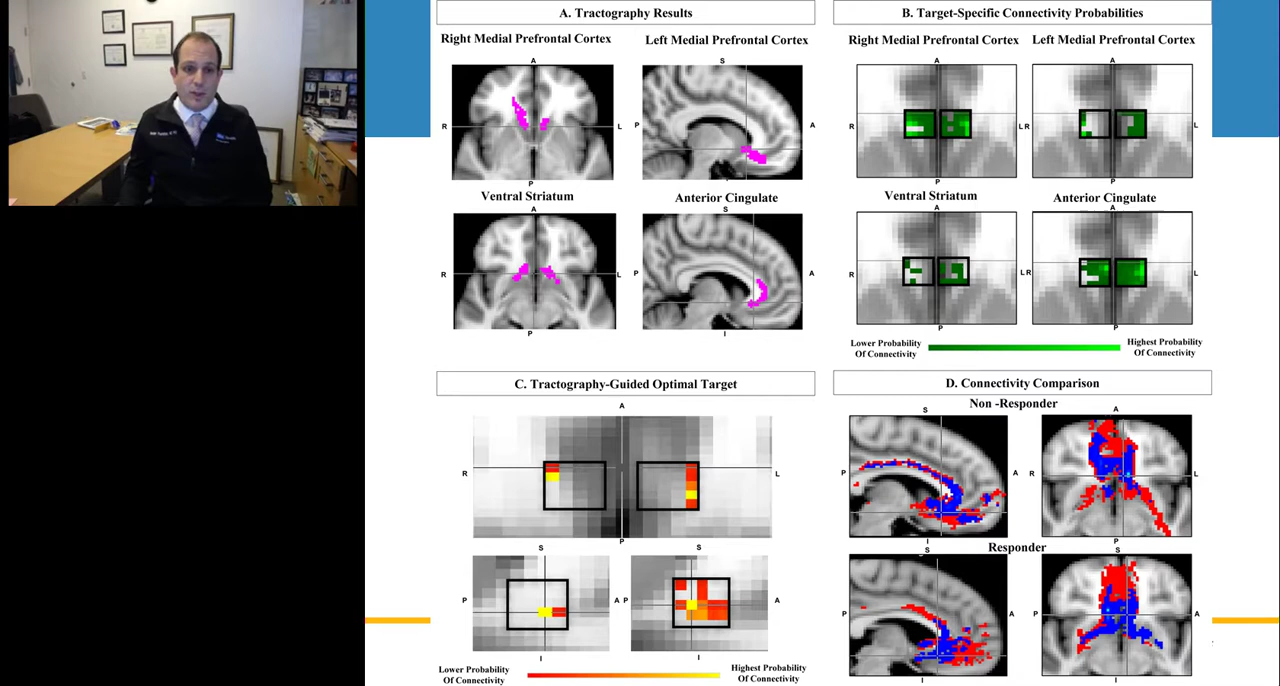 A. Tractography Results
Right Medial Prefrontal Cortex
Left Medial Prefrontal Cortex
A
S
R
L
P
A
P
Ventral Striatum
Anterior Cingulate
A
S
R
L
P
A
P
I
B. Target-Specific Connectivity Probabilities
Right Medial Prefrontal Cortex
Left Medial Prefrontal Cortex
A
A
R
L
R
L
P
P
Ventral Striatum
Anterior Cingulate
A
A
R
L
R
L
P
P
Lower Probability
Of Connectivity
Highest Probability
Of Connectivity
C. Tractography-Guided Optimal Target
A
R
L
P
S
S
P
A
P
A
I
I
Lower Probability
Of Connectivity
Highest Probability
Of Connectivity
D. Connectivity Comparison
Non -Responder
S
A
P
A
R
L
I
P
Responder
S
S
P
A
A
I
I